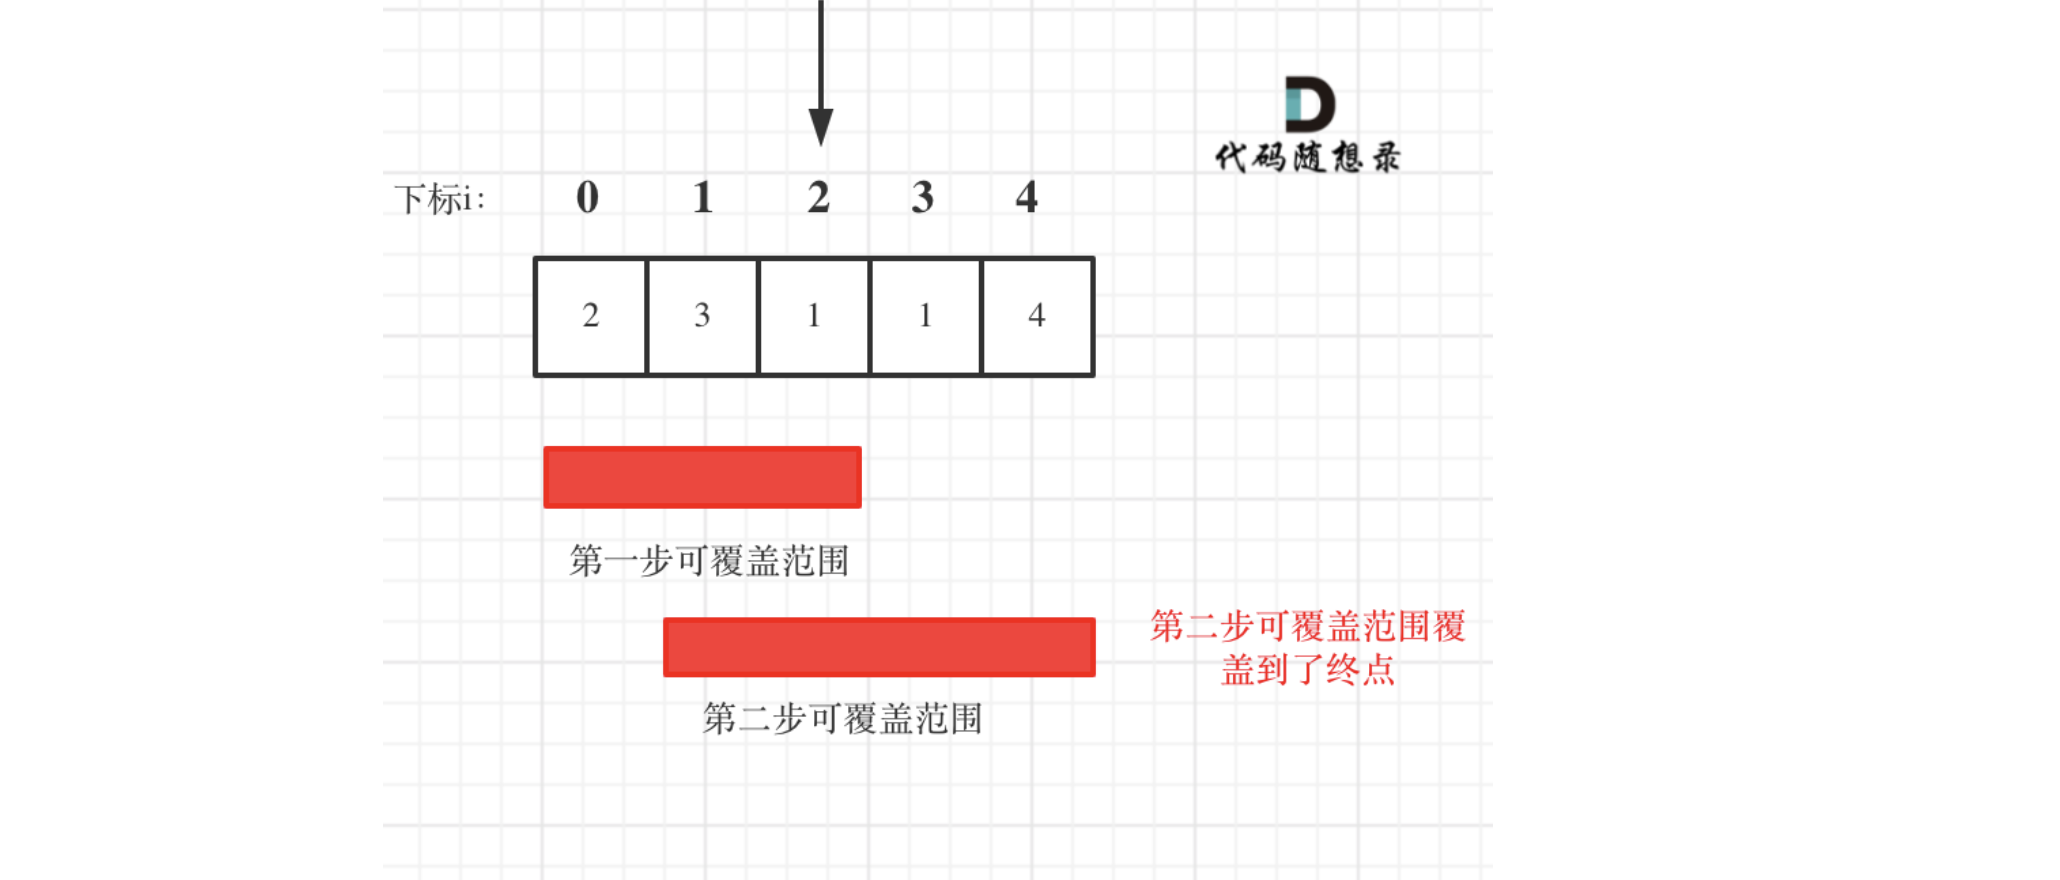 代码随想录
下标i: 0 1 2 3 4
2 3 1 1 4
第一步可覆盖范围
第二步可覆盖范围覆
盖到了终点
第二步可覆盖范围